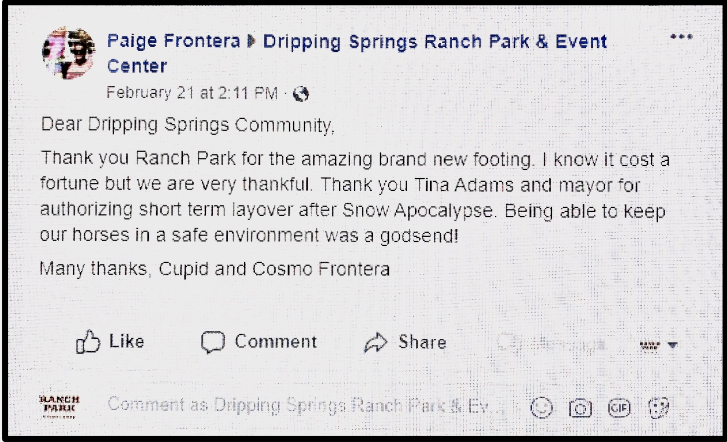 Paige Frontera ▶ Dripping Springs Ranch Park & Event
Center
February 21 at 2:11 PM ·
Dear Dripping Springs Community,
Thank you Ranch Park for the amazing brand new footing. I know it cost a
fortune but we are very thankful. Thank you Tina Adams and mayor for
authorizing short term layover after Snow Apocalypse. Being able to keep
our horses in a safe environment was a godsend!
Many thanks, Cupid and Cosmo Frontera
Like Comment Share
RANCH
PARK
Comment as Dripping Springs Ranch Park & Ev...
GIF